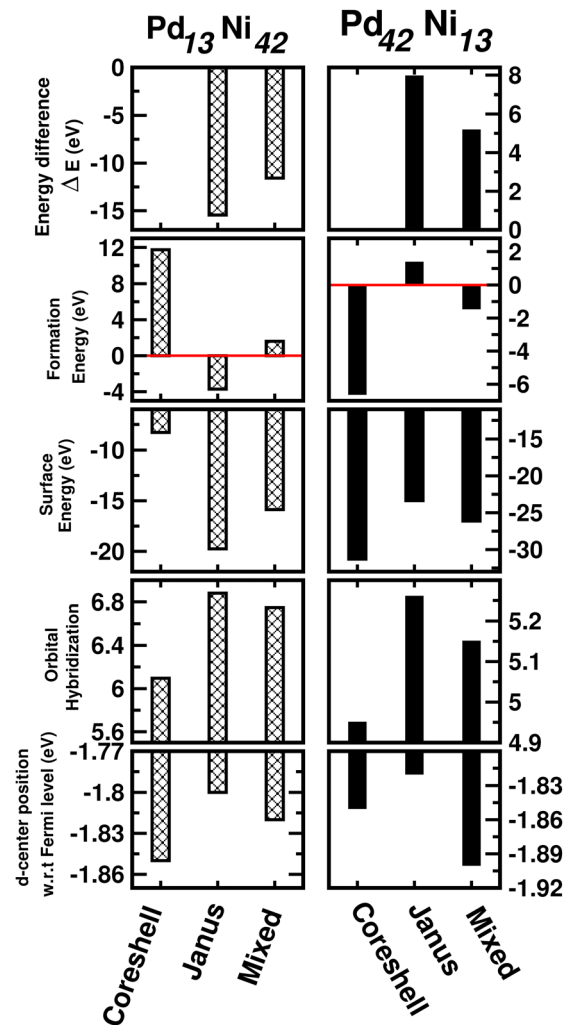 Pd13 Ni42
Pd42 Ni13
Energy difference
Δ E (eV)
0
-5
-10
-15
8
6
4
2
0
Formation
Energy (eV)
12
8
4
0
-4
2
0
-2
-4
-6
Surface
Energy (eV)
-10
-15
-20
-15
-20
-25
-30
Orbital
Hybridization
6.8
6.4
6
5.6
5.2
5.1
5
4.9
d-center position
w.r.t Fermi level (eV)
-1.77
-1.8
-1.83
-1.86
-1.83
-1.86
-1.89
-1.92
Coreshell
Janus
Mixed
Coreshell
Janus
Mixed